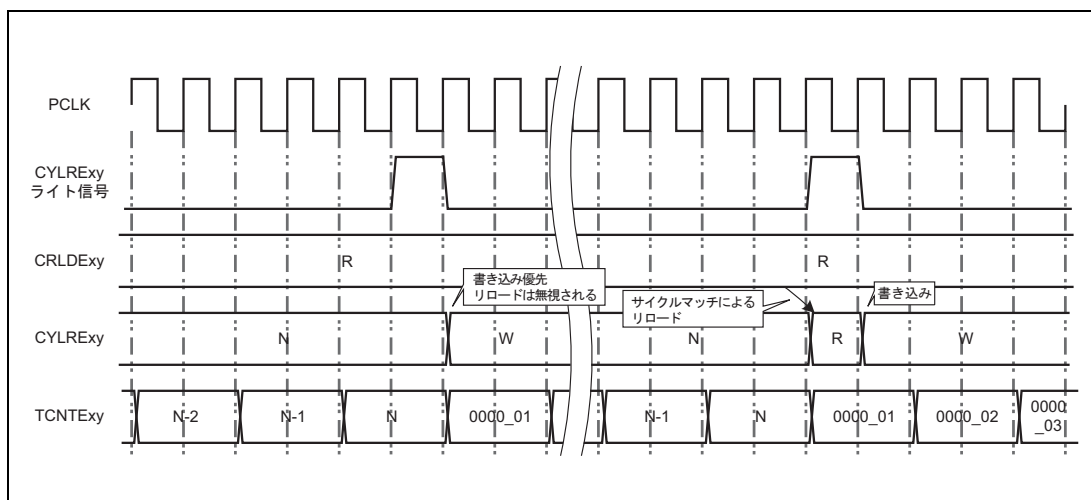 PCLK
CYLRExy
ライト信号
CRLDExy
R
R
書き込み優先
リロードは無視される
サイクルマッチによる
リロード
書き込み
CYLRExy
N
W
N
R
W
TCNTExy
N-2
N-1
N
0000_01
N-1
N
0000_01
0000_02
0000
_03